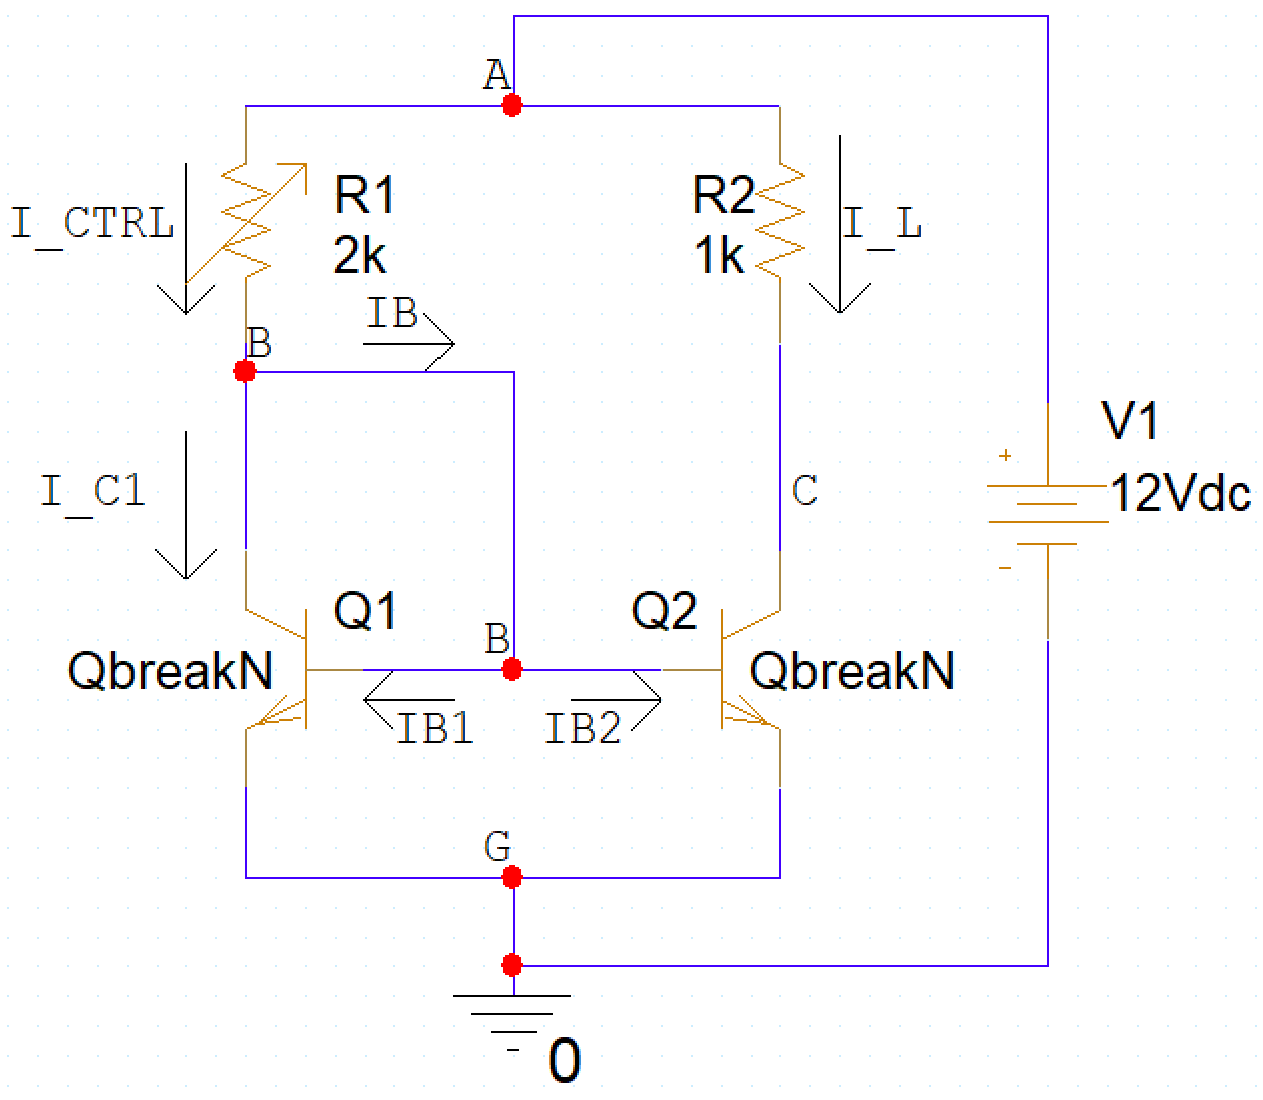 A
I_CTRL
R1
2k
R2
1k
I_L
IB
B
V1
+
12Vdc
-
I_C1
C
Q1
QbreakN
B
Q2
QbreakN
IB1
IB2
G
0